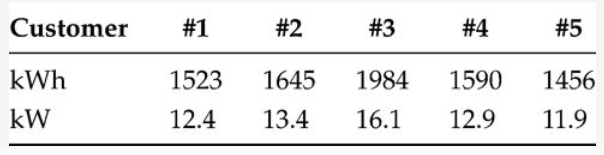 Customer #1 #2 #3 #4 #5
kWh 1523 1645 1984 1590 1456
kW 12.4 13.4 16.1 12.9 11.9